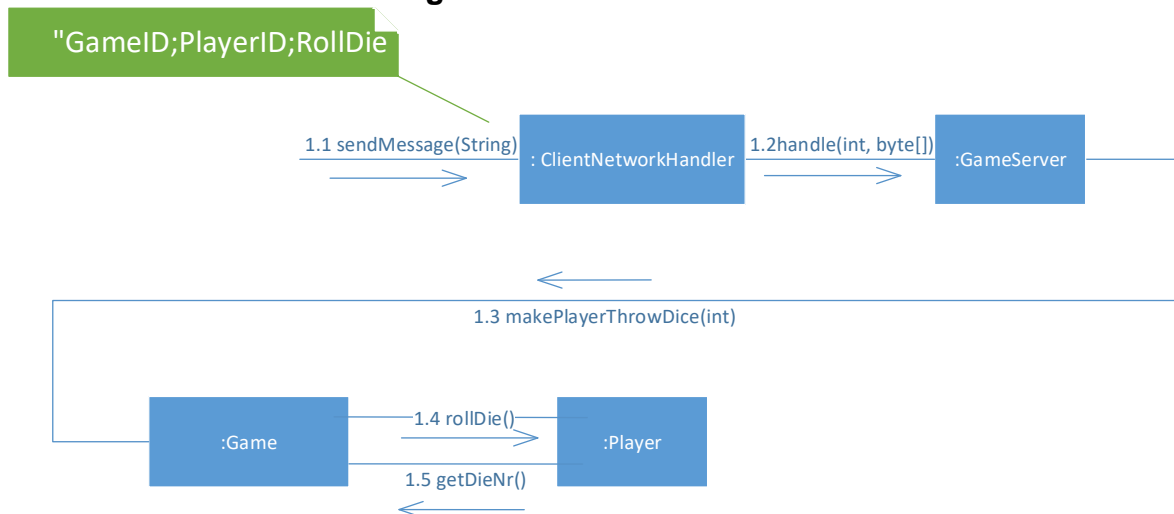 "GameID;PlayerID;RollDie
1.1 sendMessage(String)
: ClientNetworkHandler
1.2handle(int, byte[])
:GameServer
1.3 makePlayerThrowDice(int)
:Game
1.4 rollDie()
:Player
1.5 getDieNr()